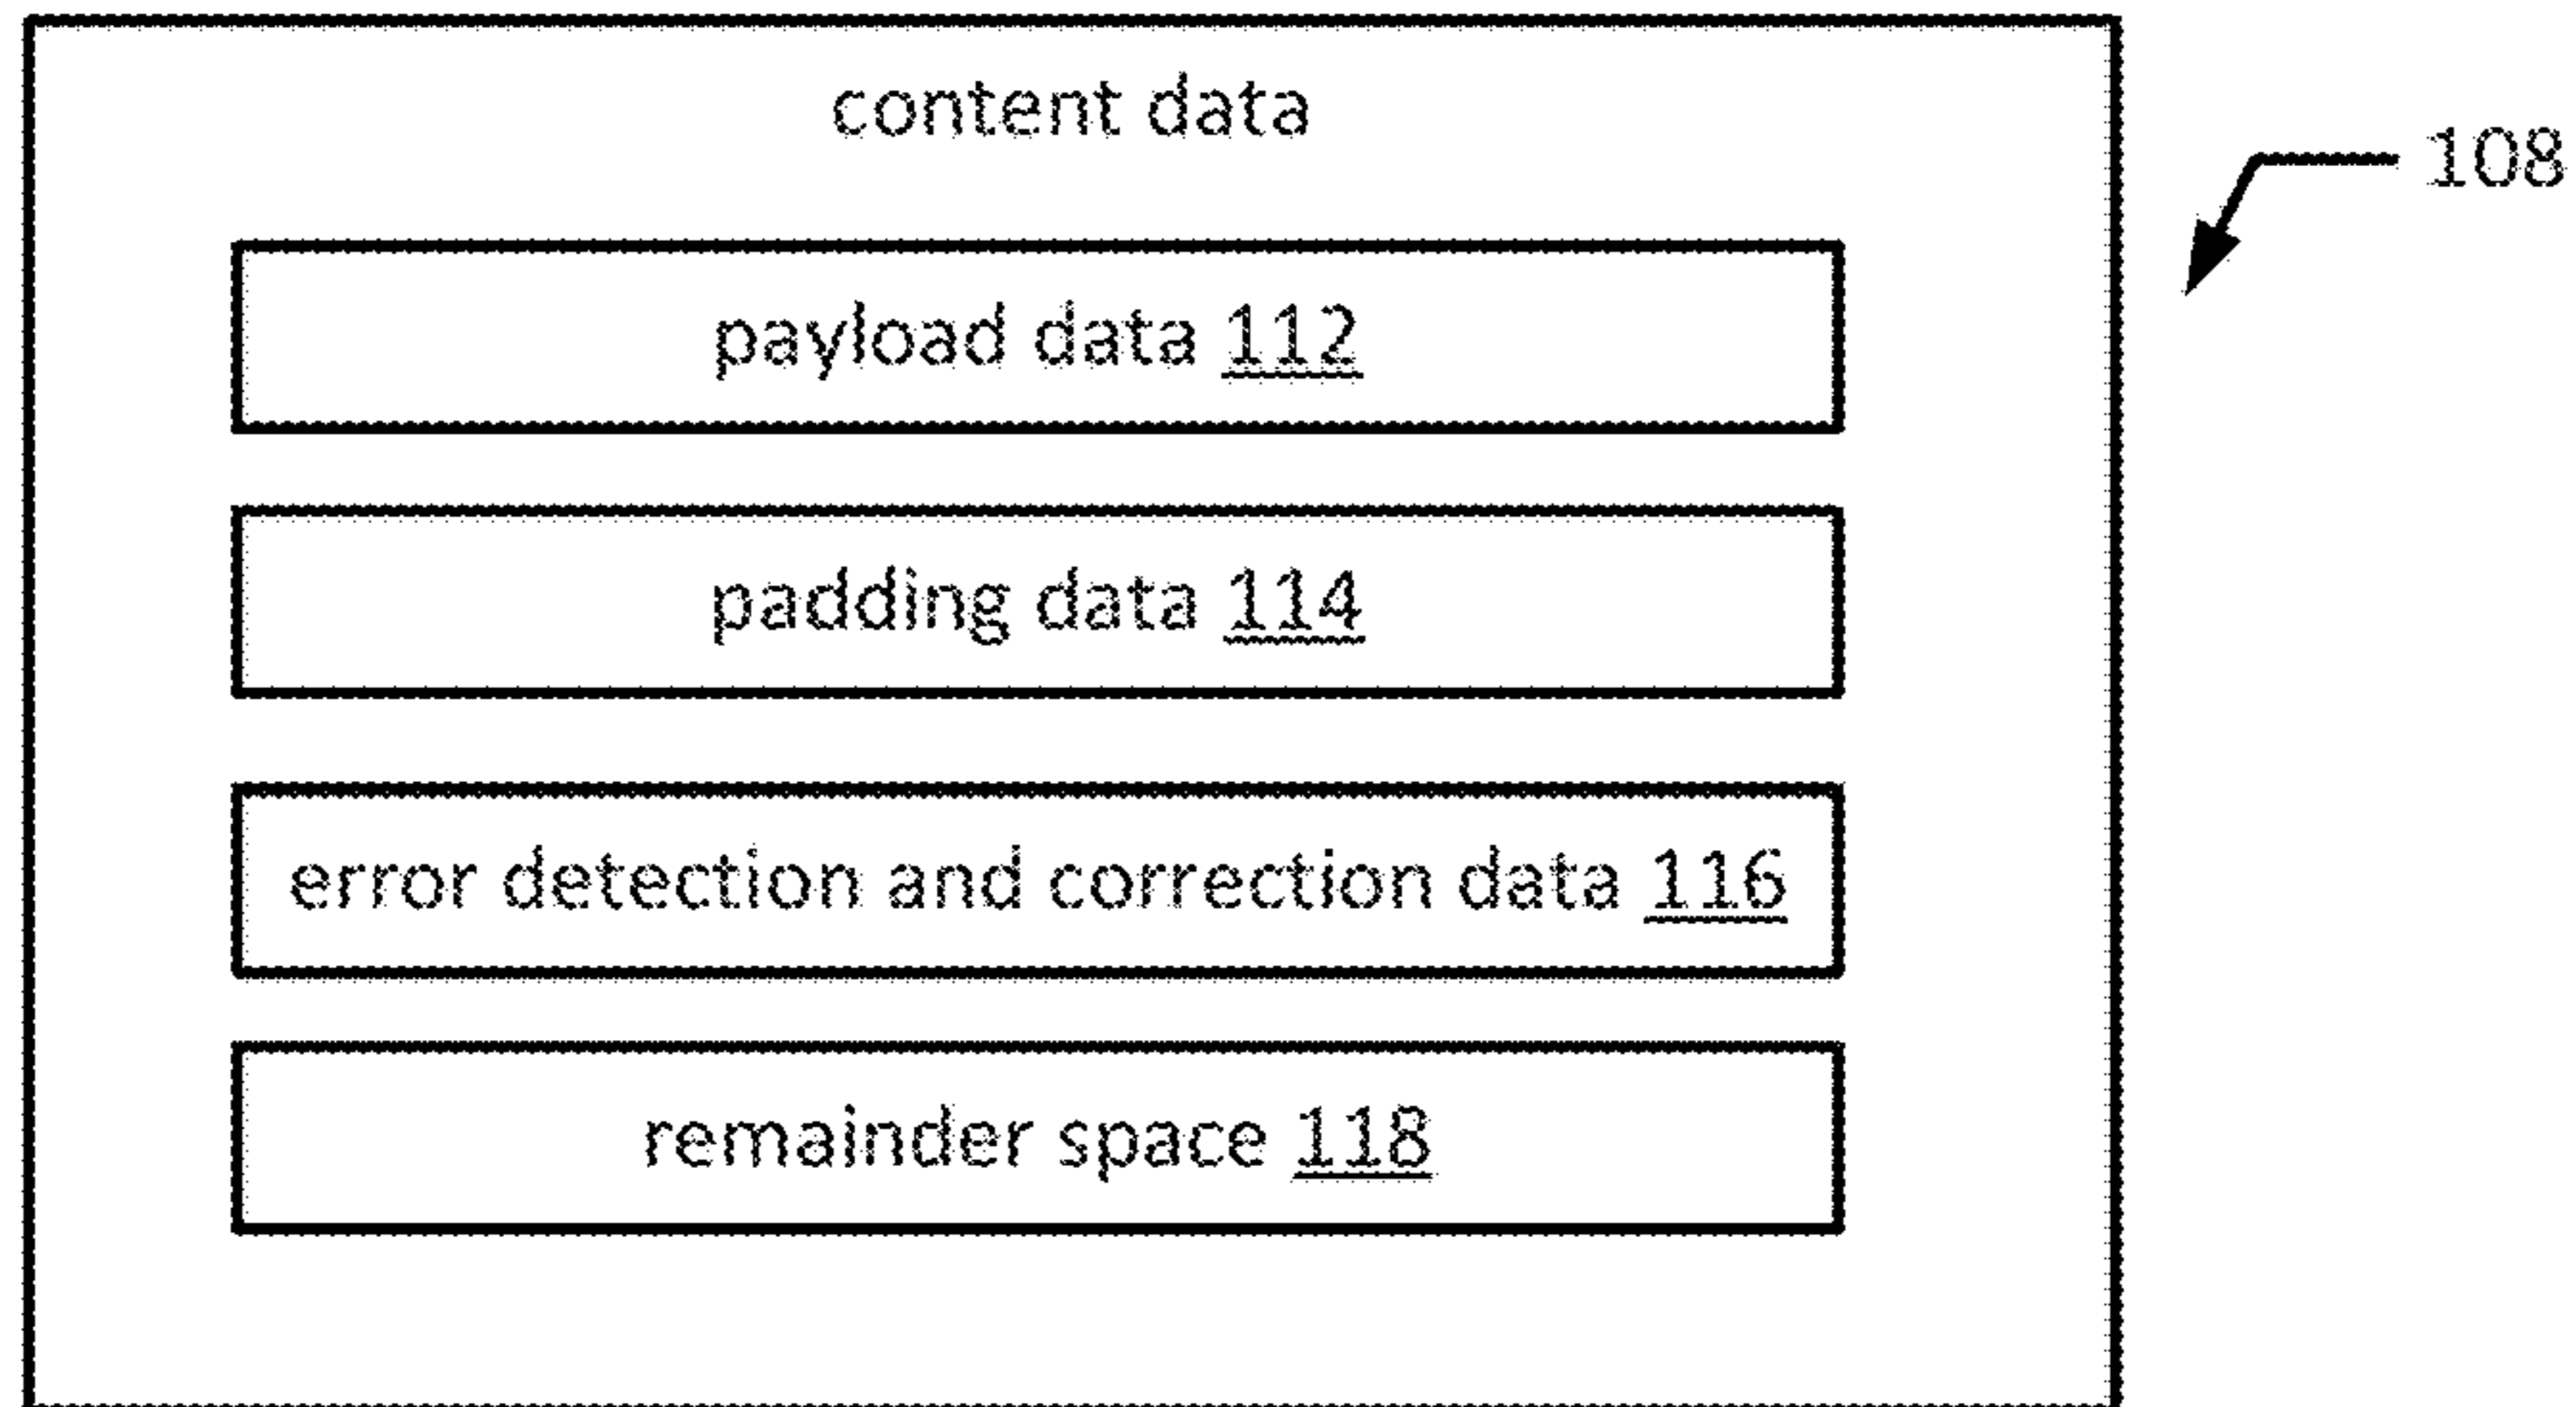 content data
108
payload data 112
padding data 114
error detection and correction data 116
remainder space 118